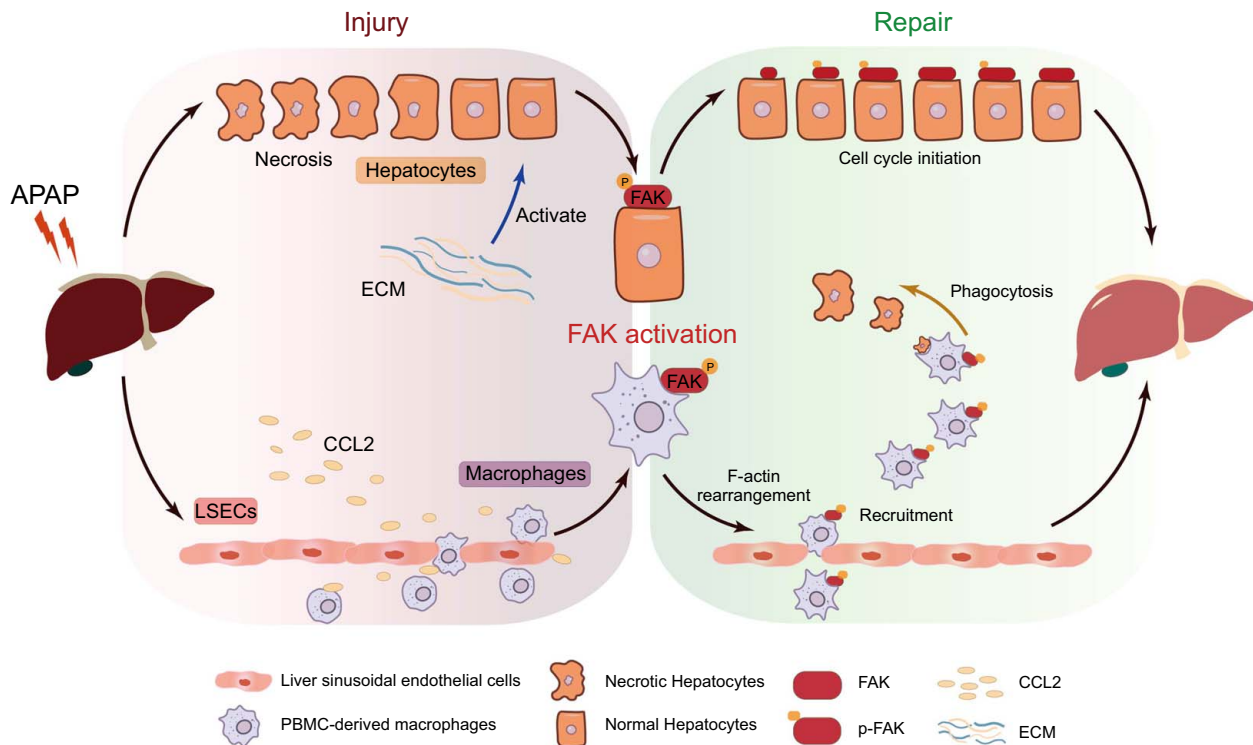 Injury
Repair
Necrosis
Hepatocytes
Cell cycle initiation
APAP
P
FAK
Activate
ECM
Phagocytosis
FAK activation
FAK
P
CCL2
Macrophages
F-actin
rearrangement
Recruitment
LSECs
Liver sinusoidal endothelial cells
Necrotic Hepatocytes
FAK
CCL2
PBMC-derived macrophages
Normal Hepatocytes
p-FAK
ECM